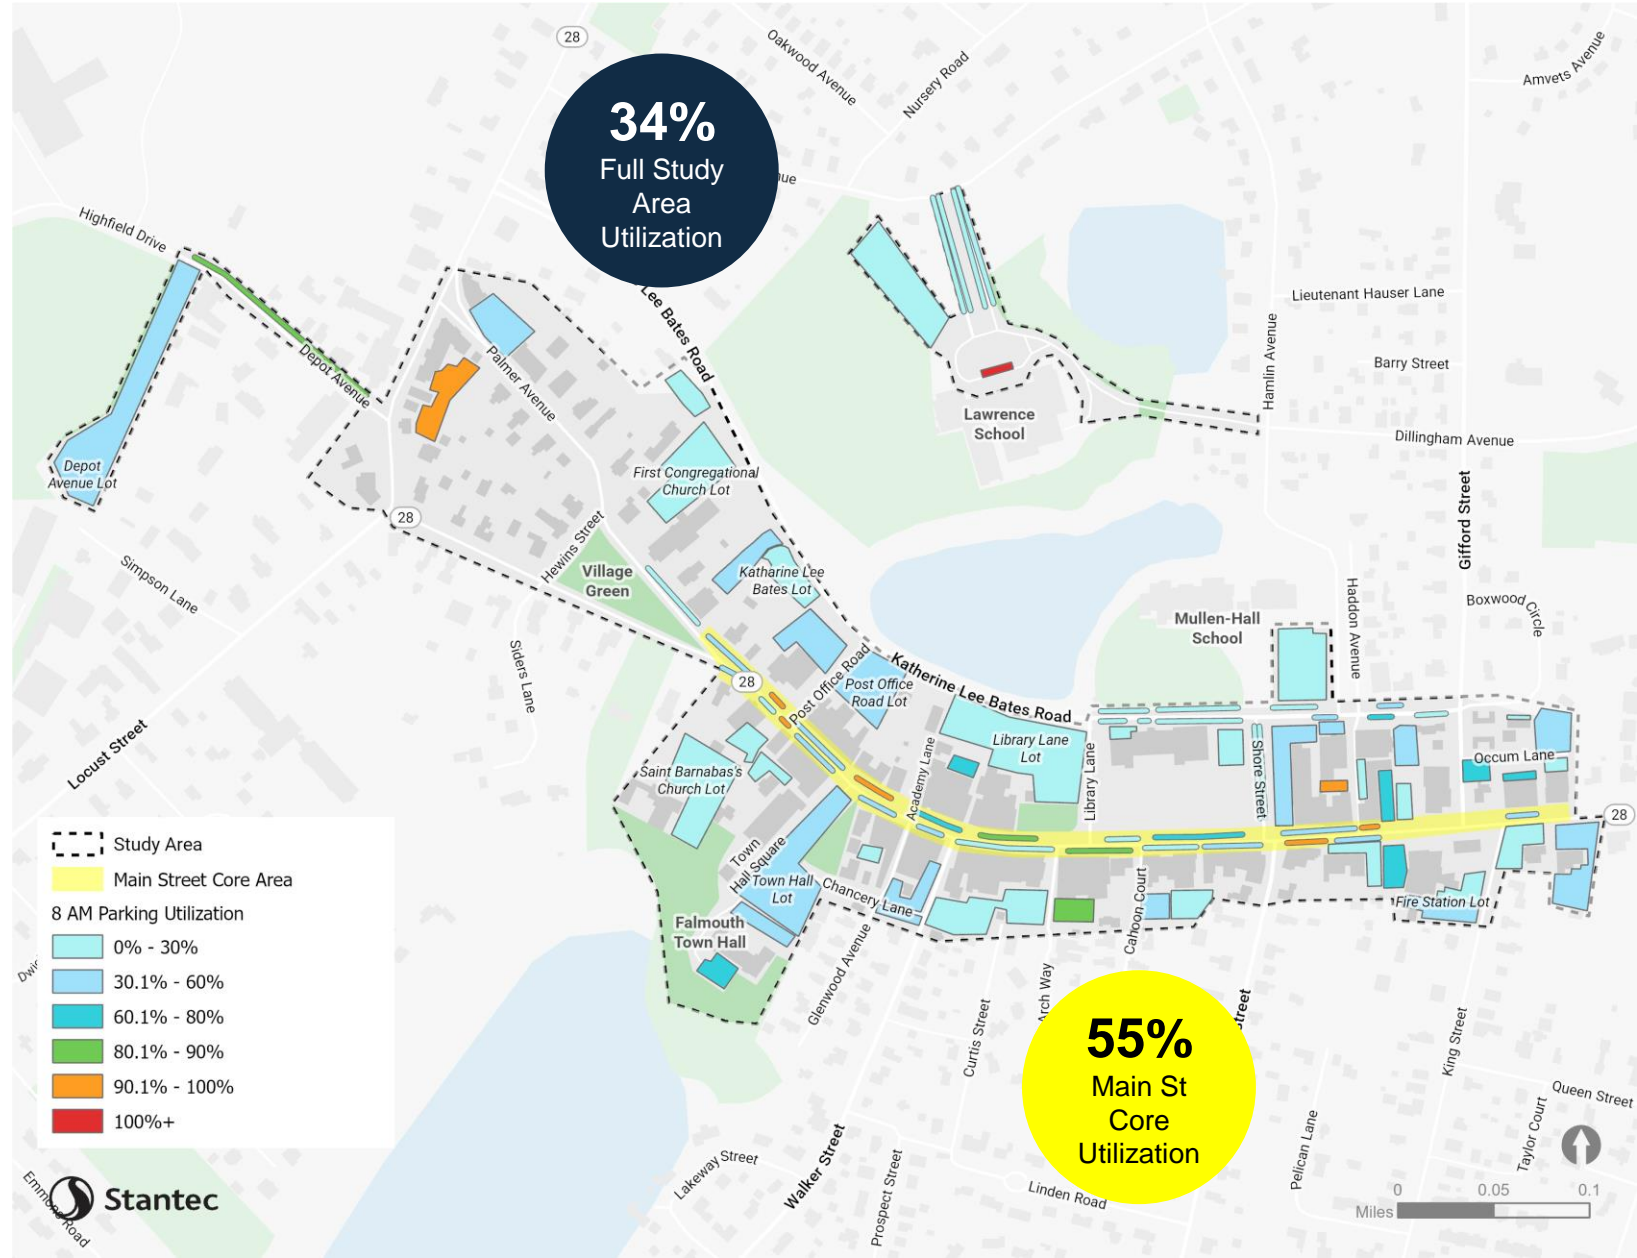 28
Oakwood Avenue
Nursery Road
Amvets Avenue
34%
Full Study
Area
Utilization
Highfield Drive
Lee Bates Road
Lieutenant Hauser Lane
Hamlin Avenue
Barry Street
Depot Avenue
Palmer Avenue
Lawrence
School
Dillingham Avenue
Depot
Avenue Lot
First Congregational
Church Lot
Gifford Street
28
Hewins Street
Simpson Lane
Village
Green
Katharine Lee
Bates Lot
Mullen-Hall
School
Haddon Avenue
Boxwood Circle
Siders Lane
28
Post Office Road
Katherine Lee Bates Road
Post Office
Road Lot
Locust Street
Library Lane
Lot
Academy Lane
Library Lane
Shore Street
Occum Lane
Saint Barnabas's
Church Lot
28
Study Area
Main Street Core Area
8 AM Parking Utilization
0% - 30%
30.1% - 60%
60.1% - 80%
80.1% - 90%
90.1% - 100%
100%+
Town
Hall Square
Town Hall
Lot
Chancery Lane
Fire Station Lot
Falmouth
Town Hall
Cahoon Court
Glenwood Avenue
Arch Way
Curtis Street
55%
Main St
Core
Utilization
King Street
Queen Street
Taylor Court
Pelican Lane
Lakeway Street
Walker Street
Prospect Street
Linden Road
Stantec
0 0.05 0.1
Miles